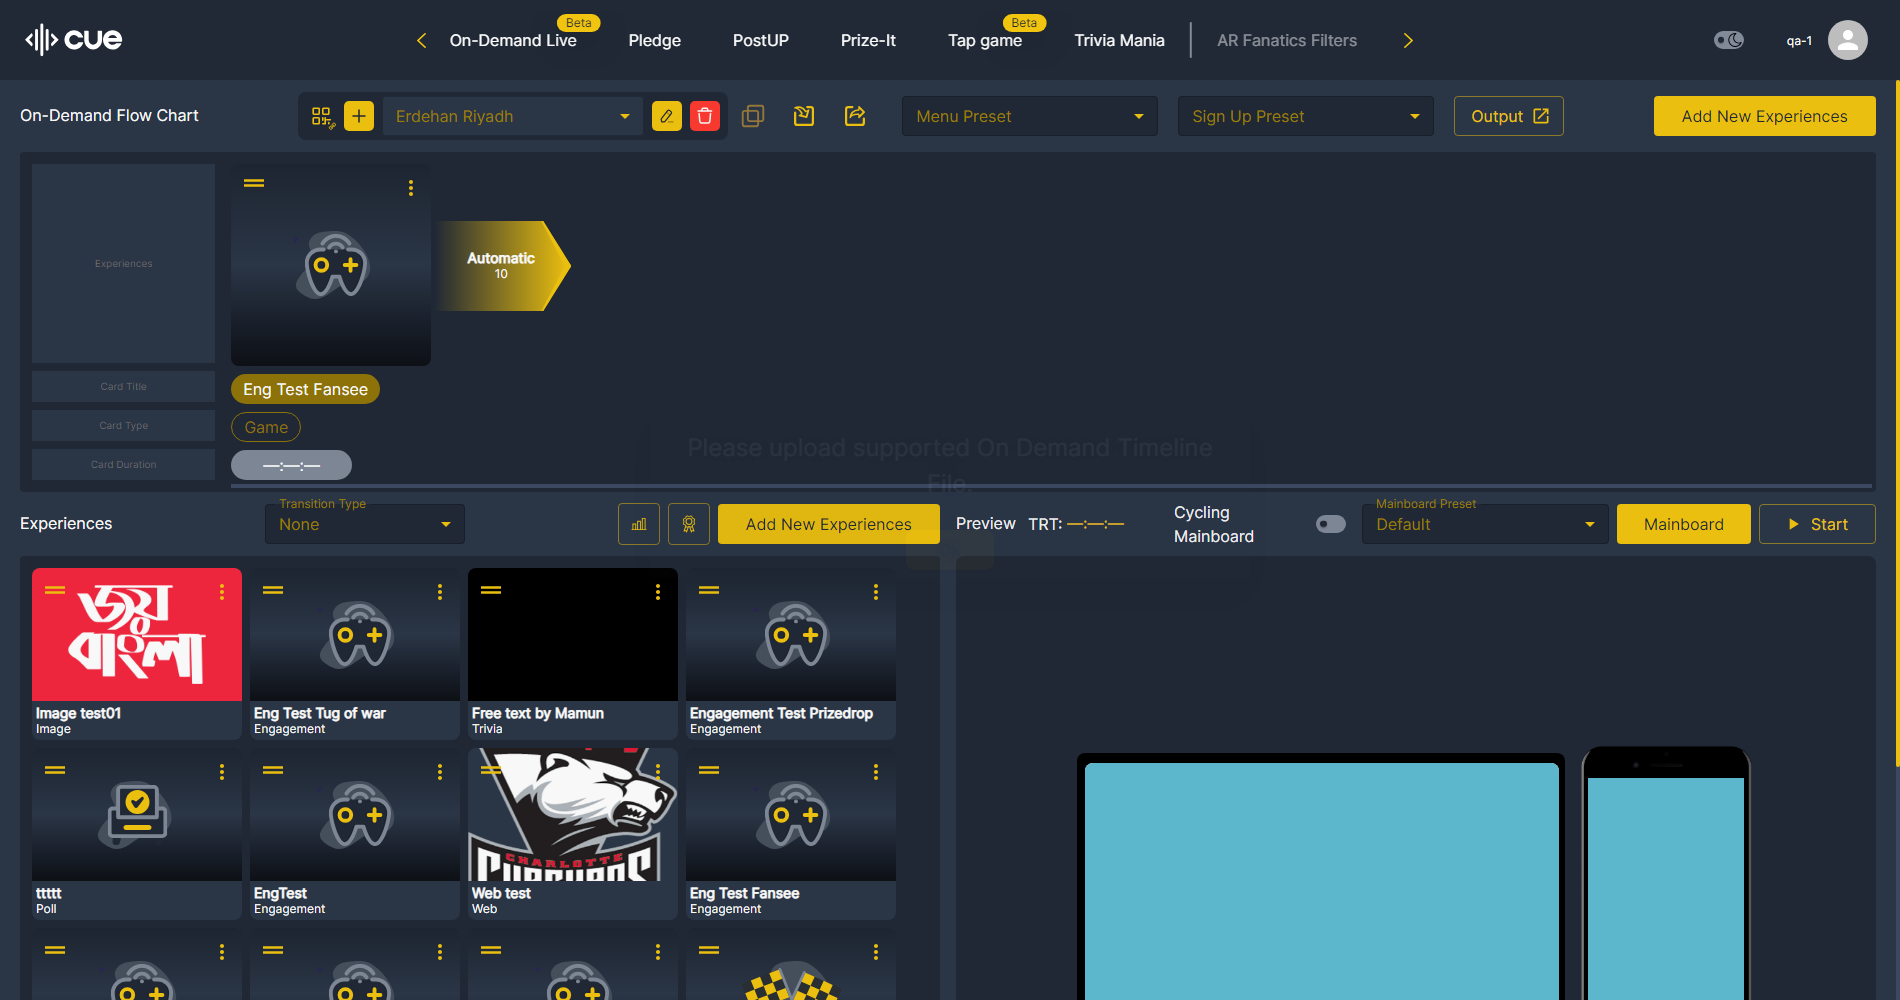 cue
On-Demand Live
Beta
Pledge
PostUP
Prize-It
Tap game
Beta
Trivia Mania
AR Fanatics Filters
qa-1
On-Demand Flow Chart
Erdehan Riyadh
Menu Preset
Sign Up Preset
Output
Add New Experiences
Experiences
Automatic
10
Card Title
Eng Test Fansee
Card Type
Game
Card Duration
—:—:—
Please upload supported On Demand Timeline
File.
Experiences
Transition Type
None
Add New Experiences
Preview
TRT: —:—:—
Cycling
Mainboard
Mainboard Preset
Default
Mainboard
Start
জয়
বাংলা
Image test01
Image
Eng Test Tug of war
Engagement
Free text by Mamun
Trivia
Engagement Test Prizedrop
Engagement
ttttt
Poll
EngTest
Engagement
CHARLOTTE
Web test
Web
Eng Test Fansee
Engagement